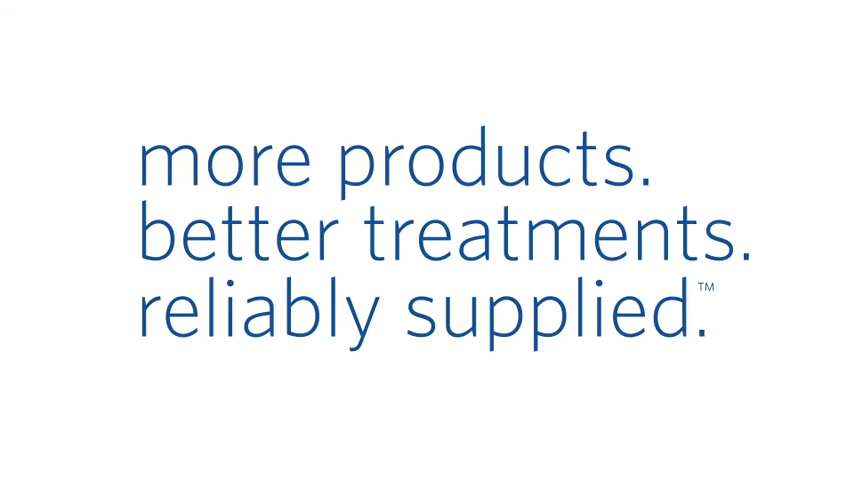 more products.
better treatments.
reliably supplied.™